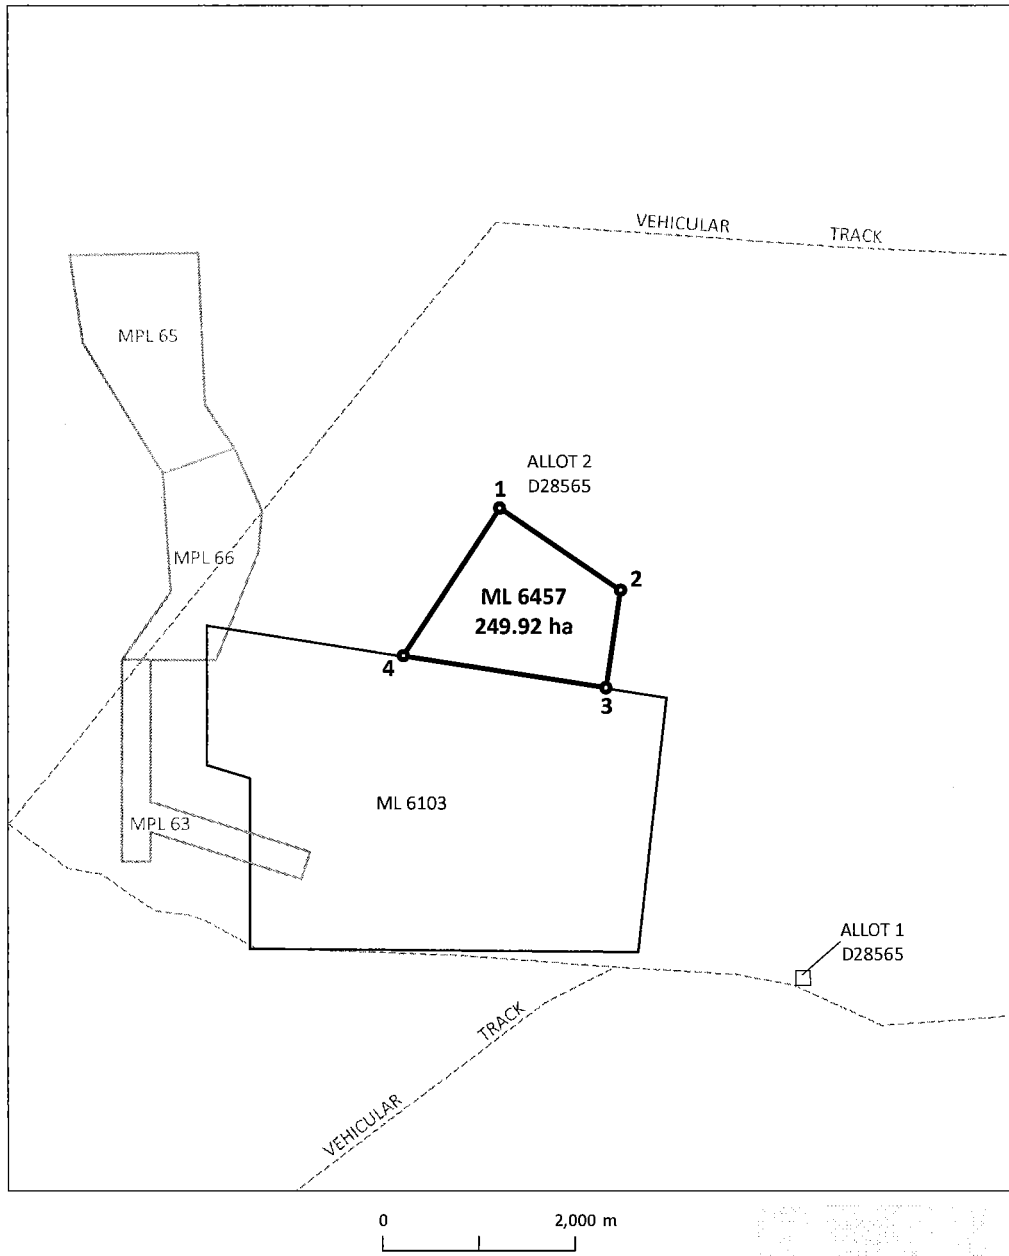 VEHICULAR TRACK
MPL 65
ALLOT 2
D28565
1
MPL 66
2
ML 6457
249.92 ha
4
3
ML 6103
MPL 63
ALLOT 1
D28565
VEHICULAR TRACK
0 2,000 m